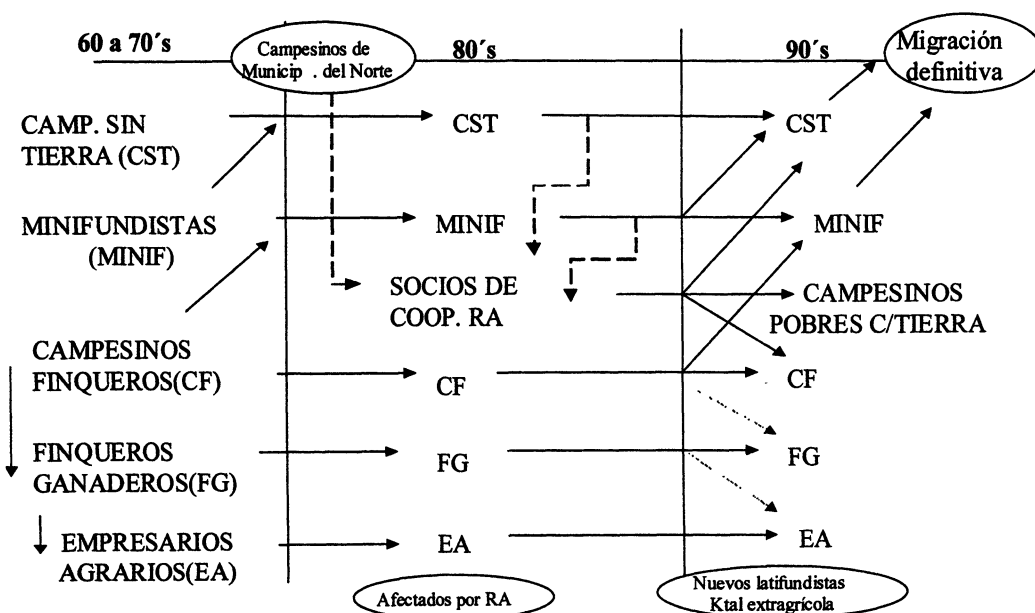 60 a 70´s
Campesinos de
Municip . del Norte
80´s
90´s
Migración
definitiva
CAMP. SIN
TIERRA (CST)
CST
CST
MINIFUNDISTAS
(MINIF)
MINIF
MINIF
SOCIOS DE
COOP. RA
CAMPESINOS
POBRES C/TIERRA
CAMPESINOS
FINQUEROS(CF)
CF
CF
FINQUEROS
GANADEROS(FG)
FG
FG
EMPRESARIOS
AGRARIOS(EA)
EA
EA
Afectados por RA
Nuevos latifundistas
Ktal extragrícola